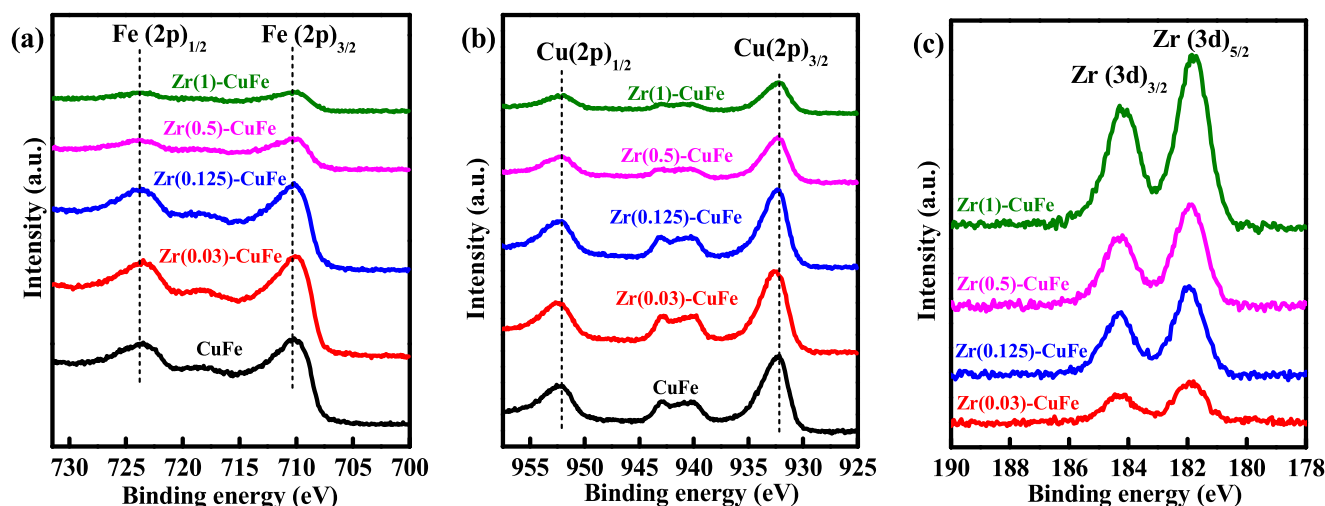 (a)
Fe (2p)1/2
Fe (2p)3/2
Zr(1)-CuFe
Zr(0.5)-CuFe
Zr(0.125)-CuFe
Zr(0.03)-CuFe
CuFe
Intensity (a.u.)
730 725 720 715 710 705 700
Binding energy (eV)
(b)
Cu(2p)1/2
Cu(2p)3/2
Zr(1)-CuFe
Zr(0.5)-CuFe
Zr(0.125)-CuFe
Zr(0.03)-CuFe
CuFe
Intensity (a.u.)
955 950 945 940 935 930 925
Binding energy (eV)
(c)
Zr (3d)5/2
Zr (3d)3/2
Zr(1)-CuFe
Zr(0.5)-CuFe
Zr(0.125)-CuFe
Zr(0.03)-CuFe
Intensity (a.u.)
190 188 186 184 182 180 178
Binding energy (eV)